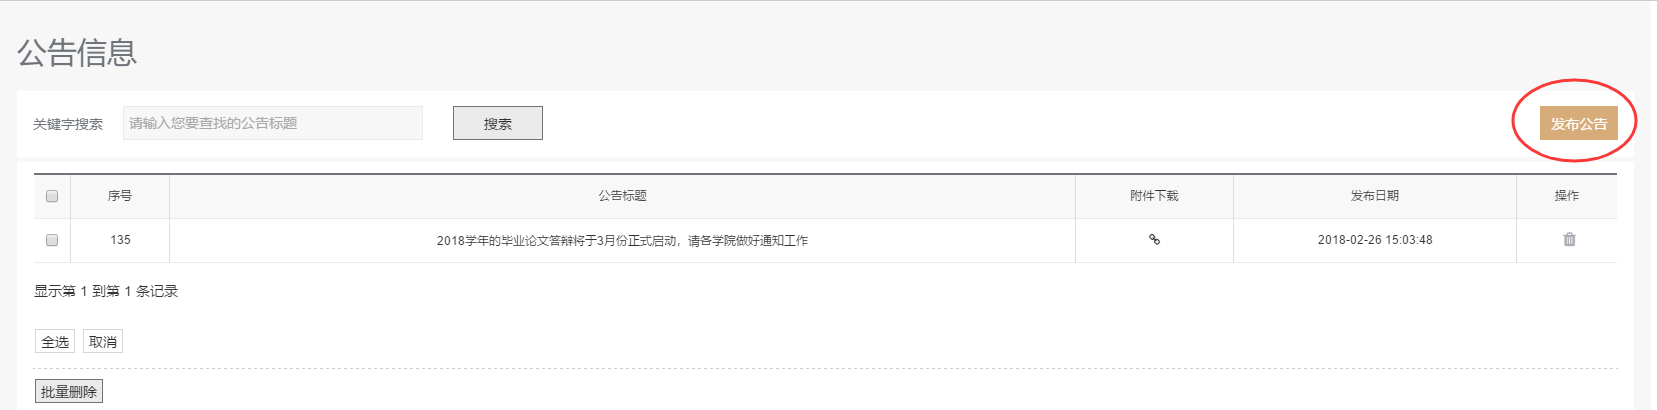 公告信息
关键字搜索 请输入您要查找的公告标题 搜索 发布公告
序号 公告标题 附件下载 发布日期 操作
135 2018学年的毕业论文答辩将于3月份正式启动，请各学院做好通知工作 2018-02-26 15:03:48
显示第 1 到第 1 条记录
全选 取消
批量删除